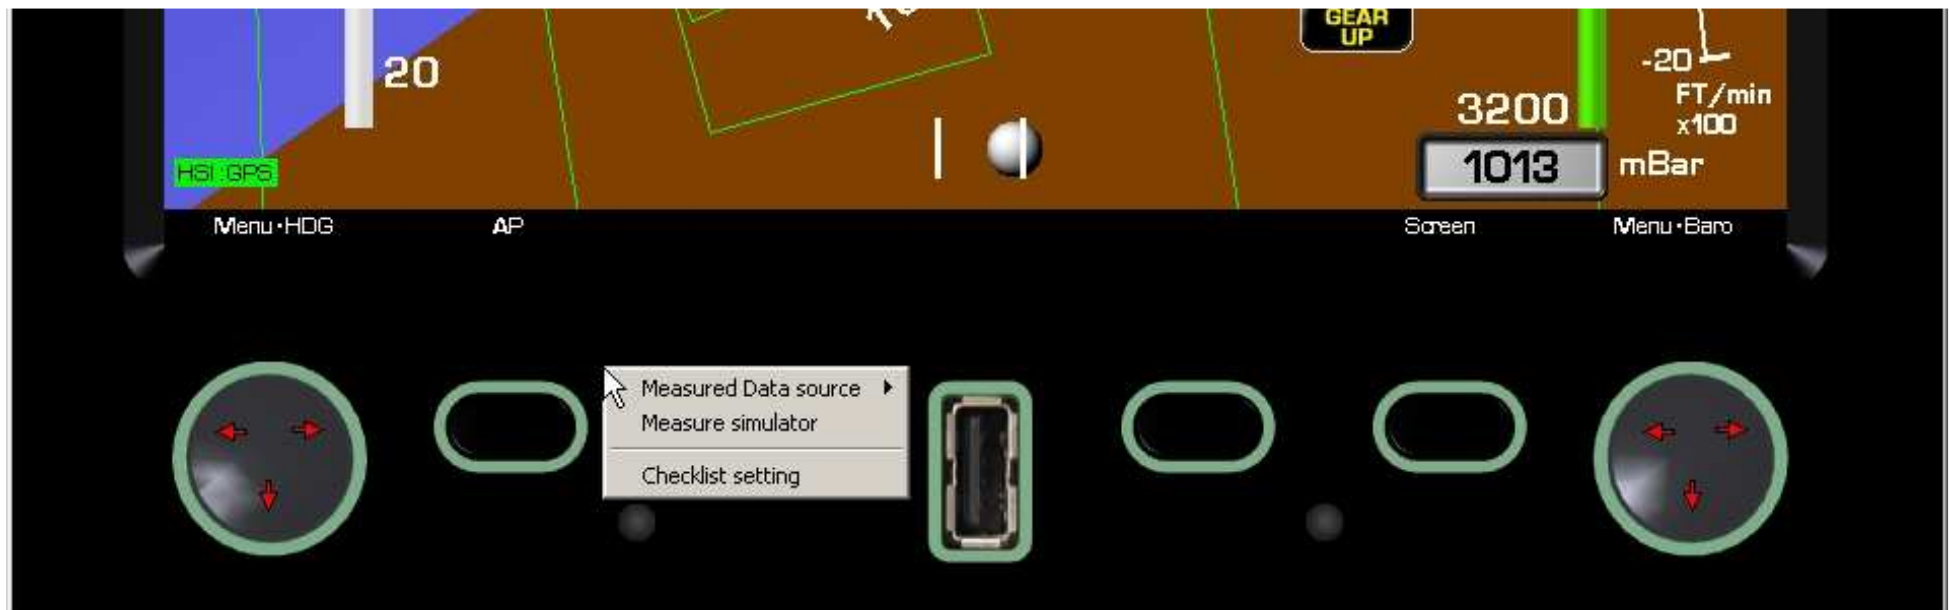 GEAR
UP
20
-20
FT/min
x100
3200
1013
mBar
HSI:GPS
Menu·HDG
AP
Screen
Menu·Baro
Measured Data source
Measure simulator
Checklist setting